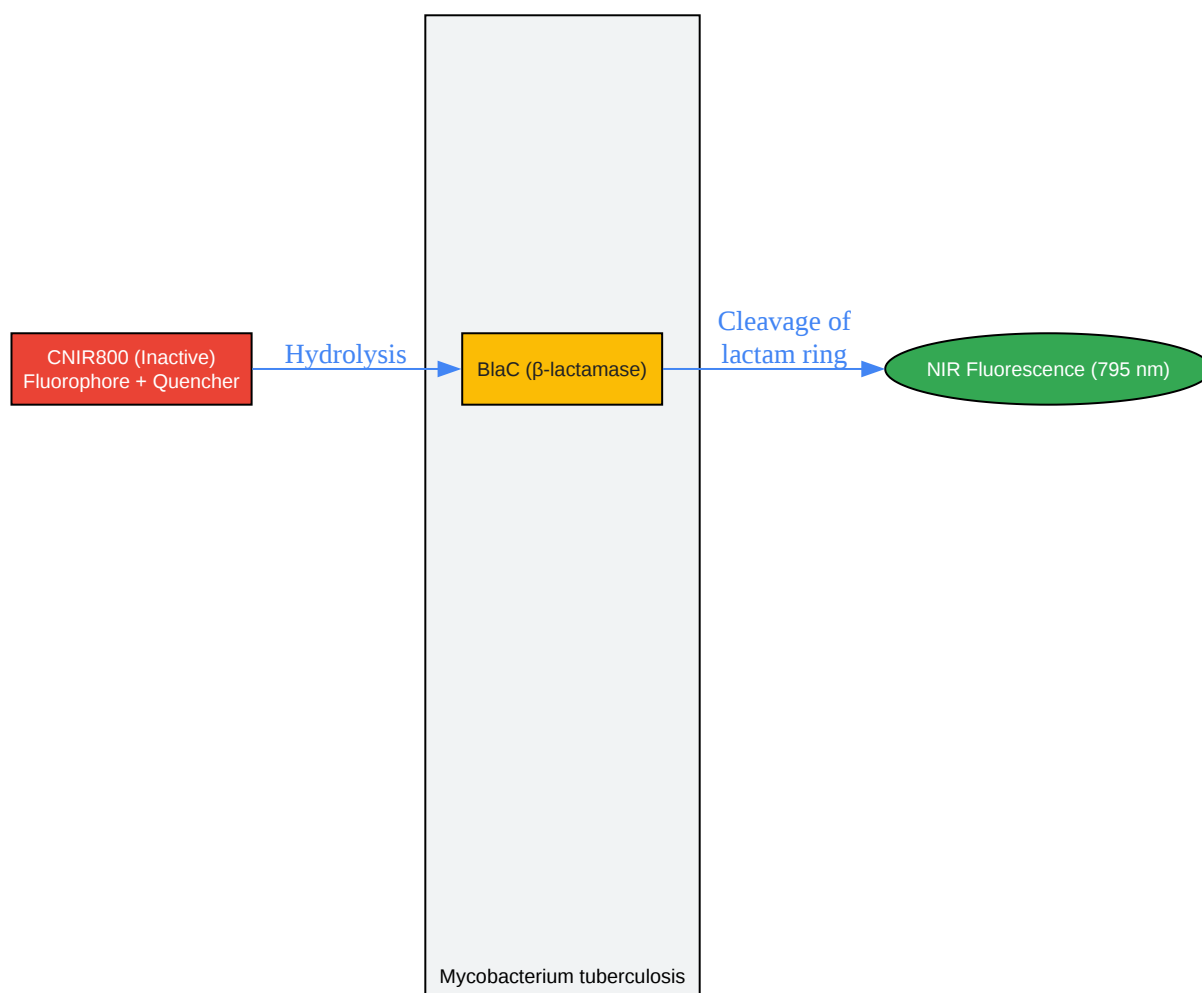 CNIR800 (Inactive)
Fluorophore + Quencher
Hydrolysis
BlaC (β-lactamase)
Cleavage of
lactam ring
NIR Fluorescence (795 nm)
Mycobacterium tuberculosis